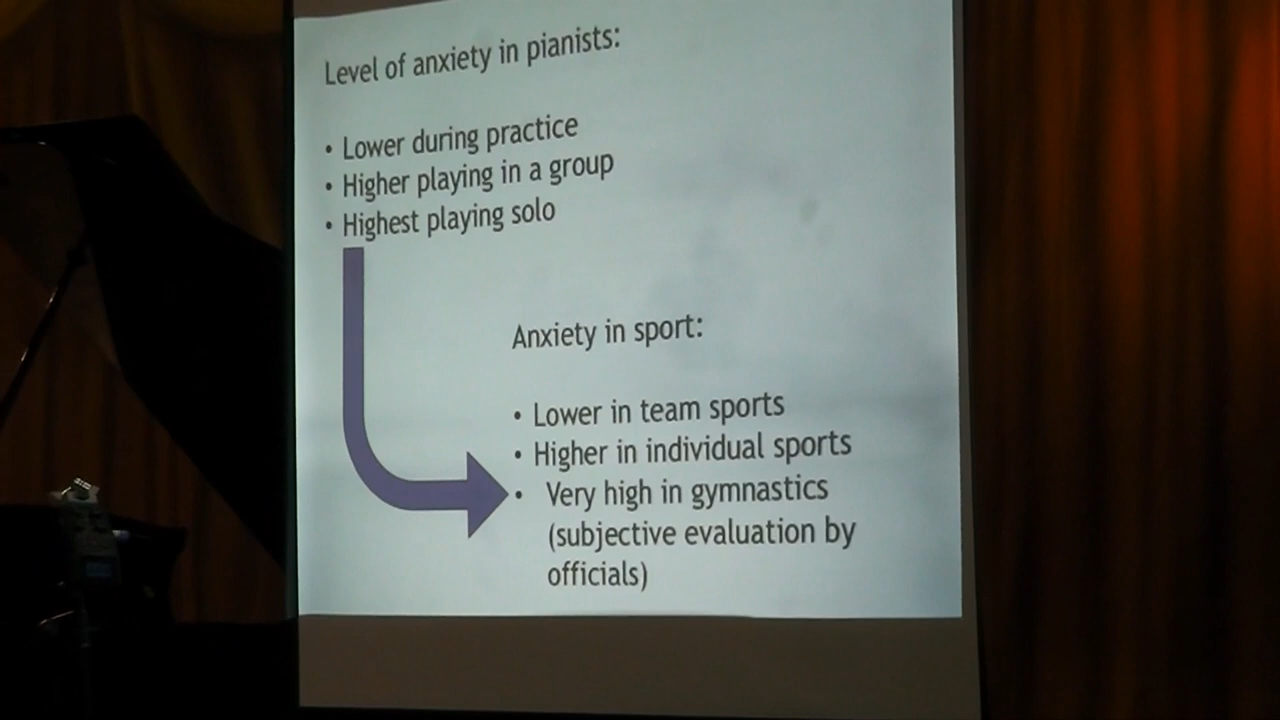 Level of anxiety in pianists:
• Lower during practice
• Higher playing in a group
• Highest playing solo
Anxiety in sport:
• Lower in team sports
• Higher in individual sports
• Very high in gymnastics
(subjective evaluation by
officials)